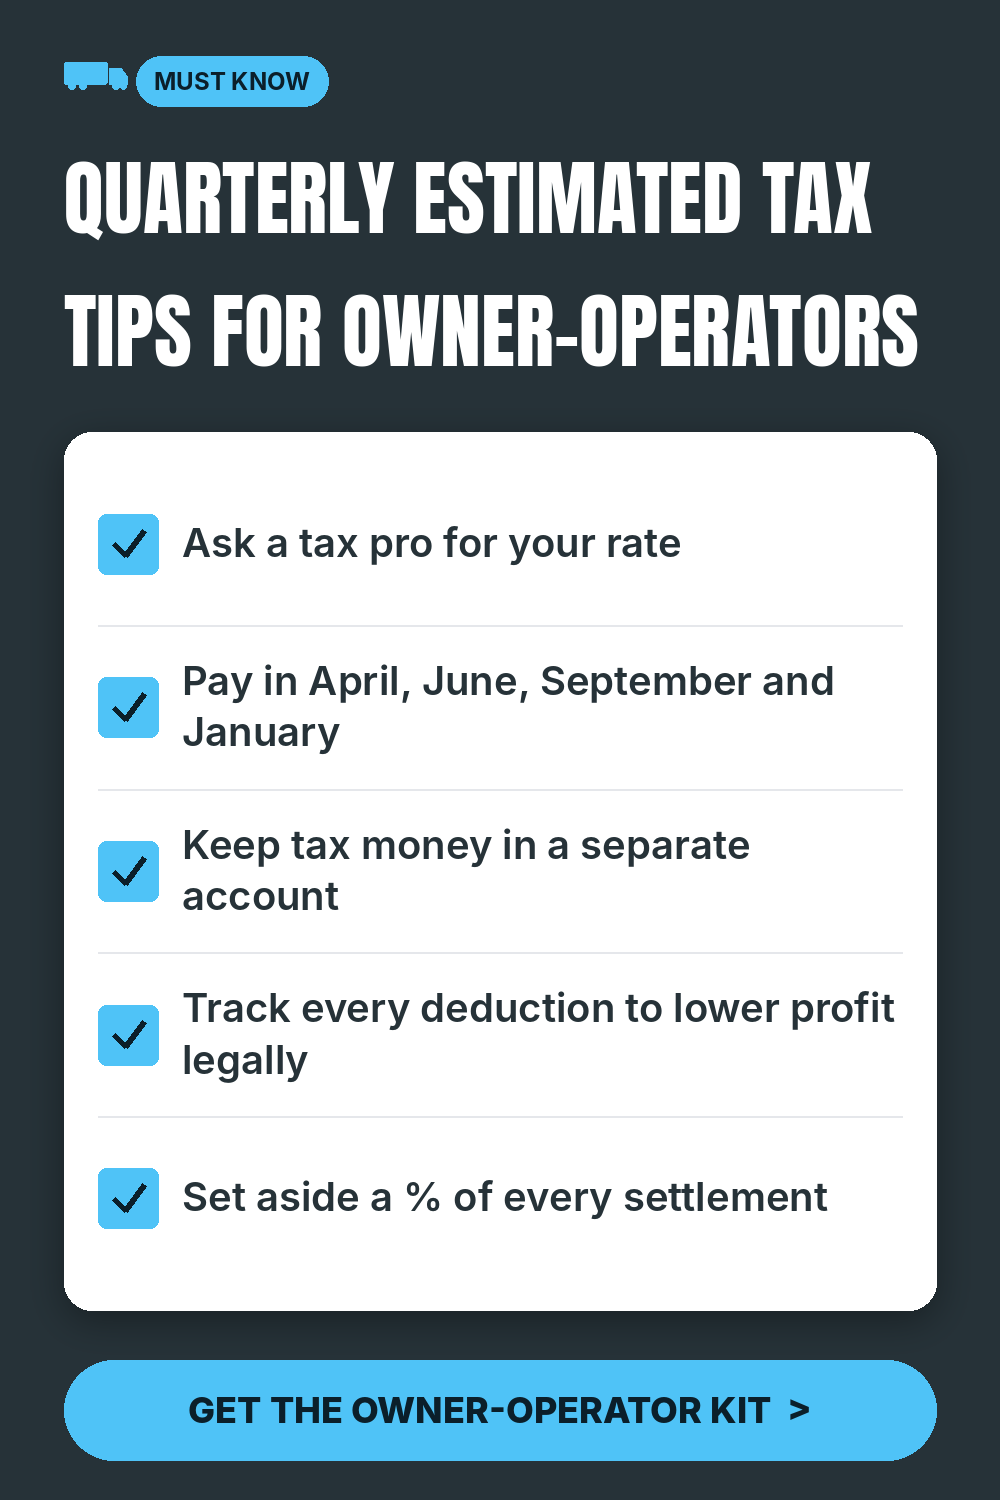 MUST KNOW
QUARTERLY ESTIMATED TAX
TIPS FOR OWNER-OPERATORS
Ask a tax pro for your rate
Pay in April, June, September and
January
Keep tax money in a separate
account
Track every deduction to lower profit
legally
Set aside a % of every settlement
GET THE OWNER-OPERATOR KIT >